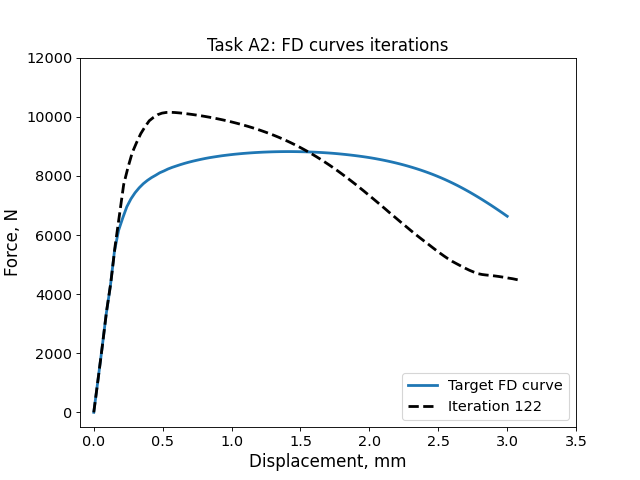 Task A2: FD curves iterations
12000
10000
8000
6000
4000
2000
0
Force, N
Target FD curve
Iteration 122
0.0 0.5 1.0 1.5 2.0 2.5 3.0 3.5
Displacement, mm